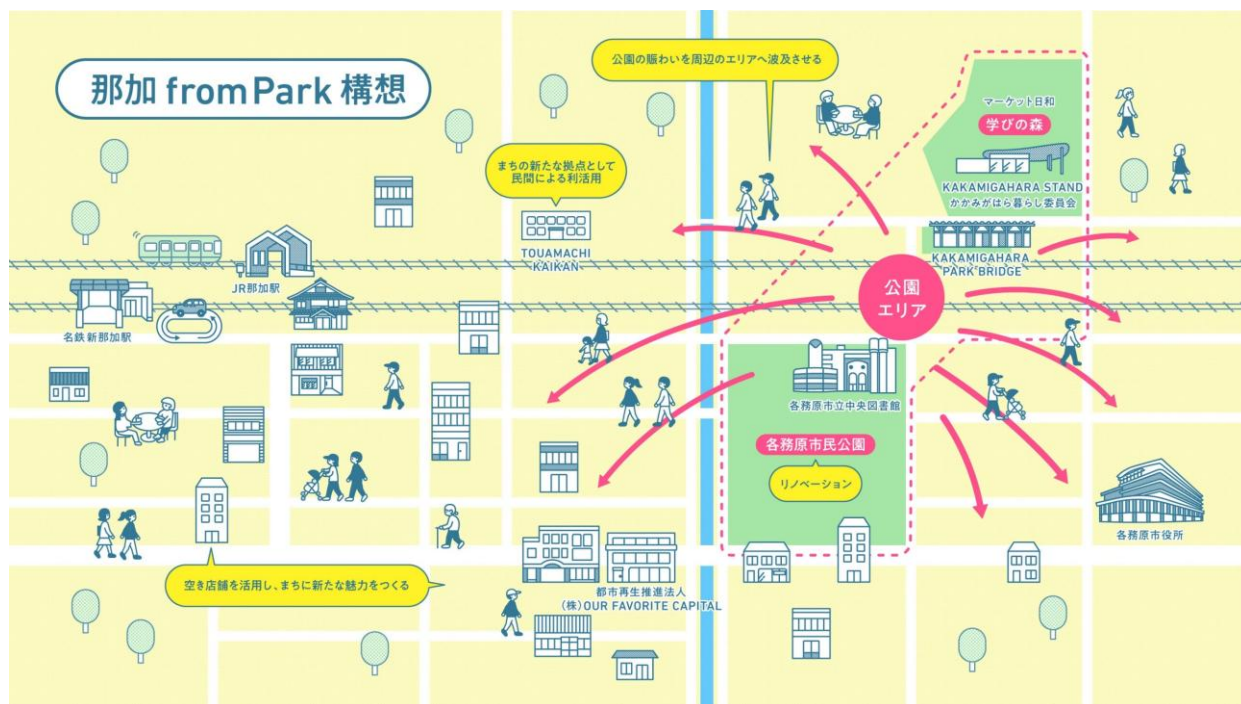 那加 fromPark 構想
公園の賑わいを周辺のエリアへ波及させる
マーケット日和
学びの森
KAKAMIGAHARA STAND
かかみがはら暮らし委員会
まちの新たな拠点として
民間による利活用
TOUAMACHI
KAIKAN
KAKAMIGAHARA
PARK BRIDGE
JR那加駅
公園
エリア
名鉄新那加駅
各務原市立中央図書館
各務原市民公園
リノベーション
各務原市役所
空き店舗を活用し、まちに新たな魅力をつくる
都市再生推進法人
(株)OUR FAVORITE CAPITAL